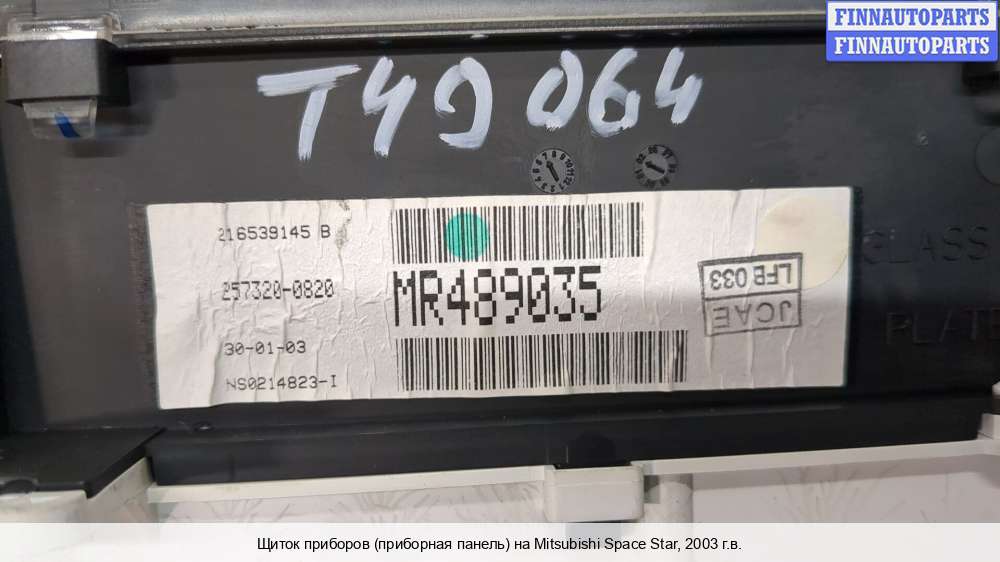 FINNAUTOPARTS
FINNAUTOPARTS
T49 064
216539145 B
257320-0820
MR489035
LFB 033
JCAE
30-01-03
NS0214823-I
GLASS
PLATE
Щиток приборов (приборная панель) на Mitsubishi Space Star, 2003 г.в.